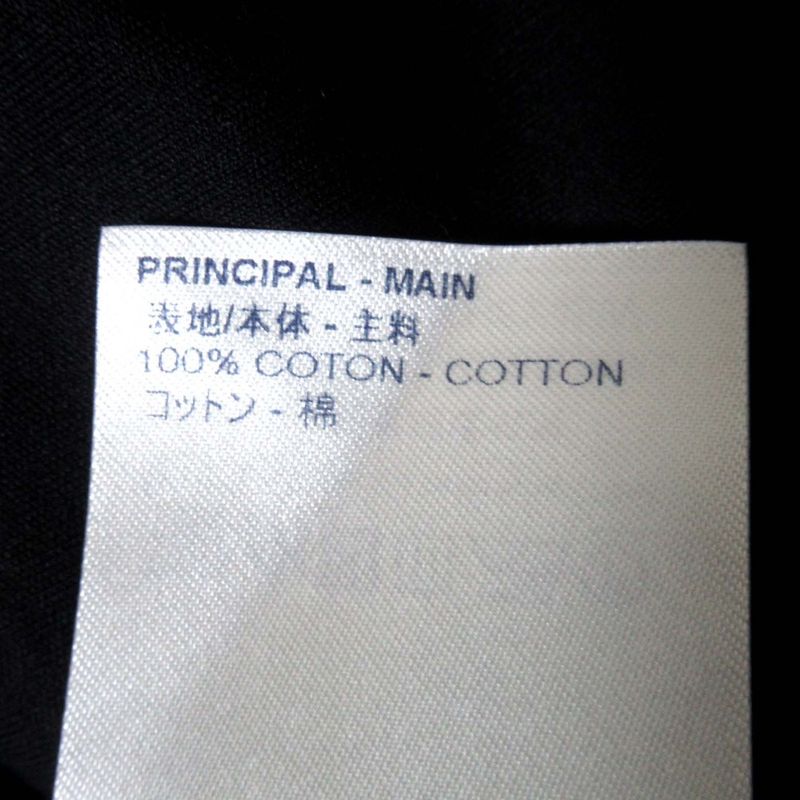 PRINCIPAL - MAIN
表地/本体 - 主料
100% COTON - COTTON
コットン - 棉